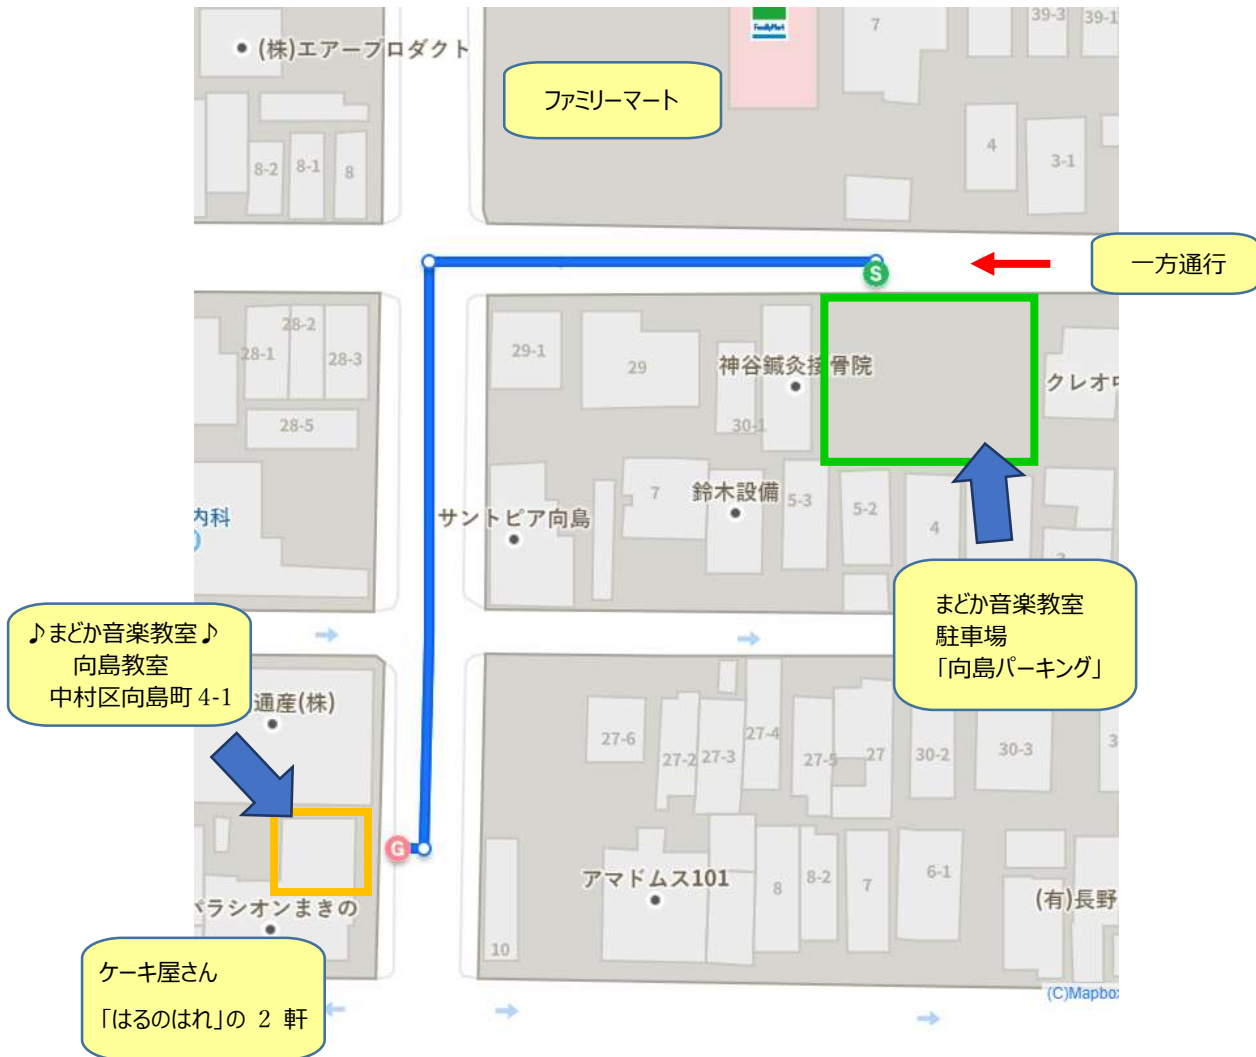 (株)エアープロダクト
FamilyMart
ファミリーマート
7
39-3
39-1
8-2
8-1
8
4
3-1
一方通行
S
28-2
28-1
28-3
28-5
29-1
29
神谷鍼灸接骨院
30-1
クレオ
内科
サントピア向島
7
鈴木設備
5-3
5-2
4
まどか音楽教室
駐車場
「向島パーキング」
♪まどか音楽教室♪
向島教室
中村区向島町 4-1
通産(株)
27-6
27-2
27-3
27-4
27-5
27
30-2
30-3
3
G
パラシオンまきの
アマドムス101
8
8-2
7
6-1
(有)長野
10
ケーキ屋さん
「はるのはれ」の 2 軒
(C)Mapbox